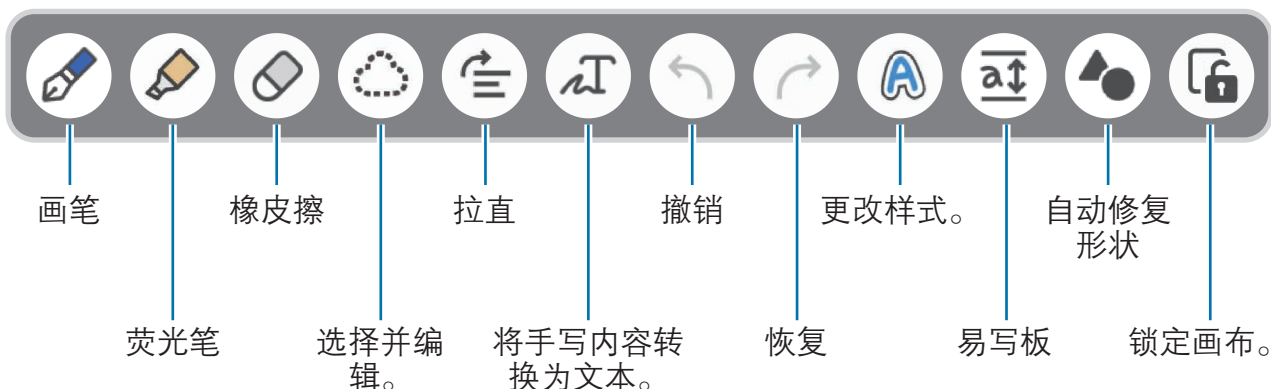 画笔
橡皮擦
拉直
撤销
更改样式。
自动修复
形状
荧光笔
选择并编
辑。
将手写内容转
换为文本。
恢复
易写板
锁定画布。